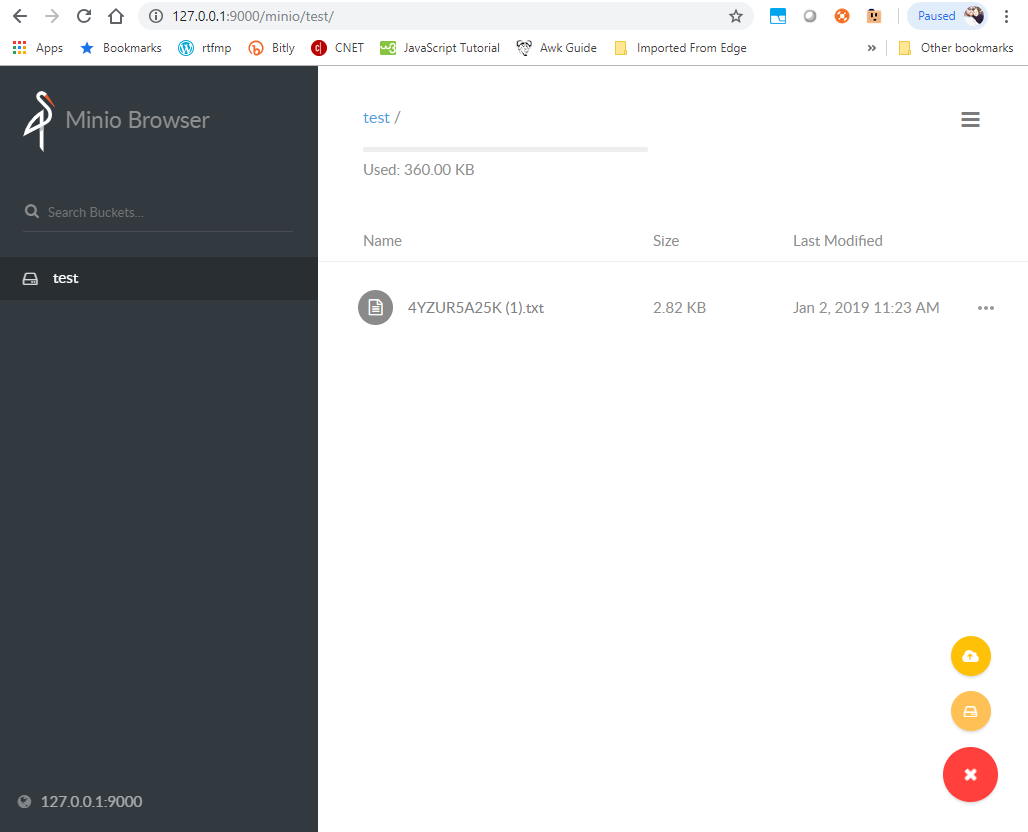 127.0.0.1:9000/minio/test/
Paused
Apps Bookmarks rtfmp Bitly CNET JavaScript Tutorial Awk Guide Imported From Edge » Other bookmarks
Minio Browser
Search Buckets...
test
127.0.0.1:9000
test /
Used: 360.00 KB
Name Size Last Modified
4YZUR5A25K (1).txt 2.82 KB Jan 2, 2019 11:23 AM